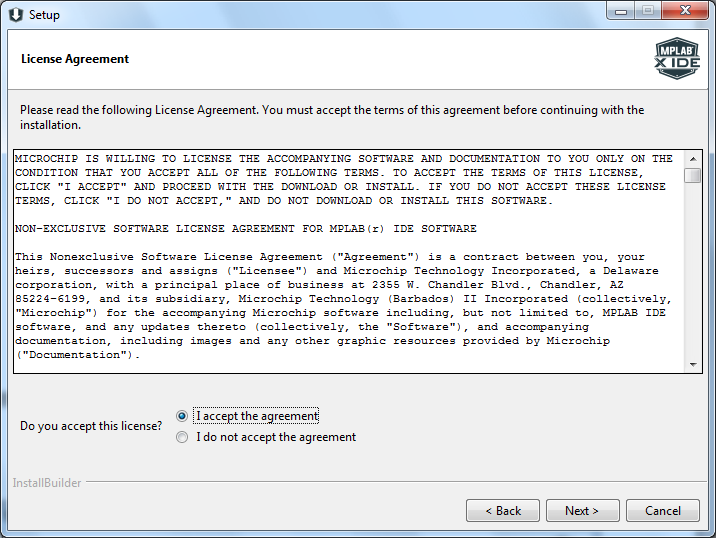 Setup
License Agreement
MPLAB®
X IDE
Please read the following License Agreement. You must accept the terms of this agreement before continuing with the
installation.
MICROCHIP IS WILLING TO LICENSE THE ACCOMPANYING SOFTWARE AND DOCUMENTATION TO YOU ONLY ON THE
CONDITION THAT YOU ACCEPT ALL OF THE FOLLOWING TERMS. TO ACCEPT THE TERMS OF THIS LICENSE,
CLICK "I ACCEPT" AND PROCEED WITH THE DOWNLOAD OR INSTALL. IF YOU DO NOT ACCEPT THESE LICENSE
TERMS, CLICK "I DO NOT ACCEPT," AND DO NOT DOWNLOAD OR INSTALL THIS SOFTWARE.
NON-EXCLUSIVE SOFTWARE LICENSE AGREEMENT FOR MPLAB(r) IDE SOFTWARE
This Nonexclusive Software License Agreement ("Agreement") is a contract between you, your
heirs, successors and assigns ("Licensee") and Microchip Technology Incorporated, a Delaware
corporation, with a principal place of business at 2355 W. Chandler Blvd., Chandler, AZ
85224-6199, and its subsidiary, Microchip Technology (Barbados) II Incorporated (collectively,
"Microchip") for the accompanying Microchip software including, but not limited to, MPLAB IDE
software, and any updates thereto (collectively, the "Software"), and accompanying
documentation, including images and any other graphic resources provided by Microchip
("Documentation").
Do you accept this license?
I accept the agreement
I do not accept the agreement
InstallBuilder
< Back
Next >
Cancel